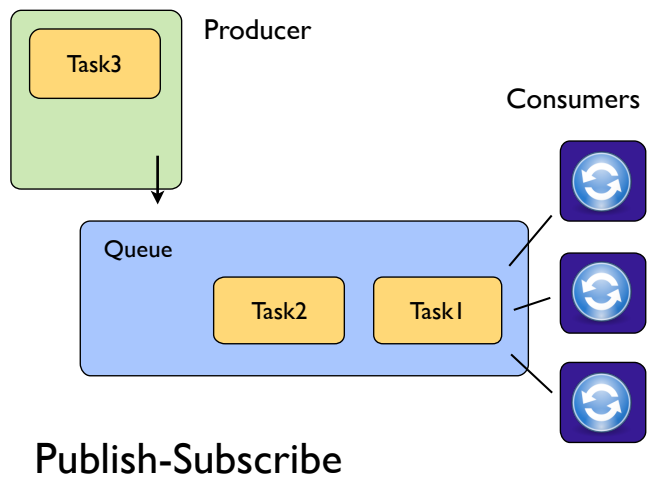 Producer
Task3
Consumers
Queue
Task2
Task1
Publish-Subscribe